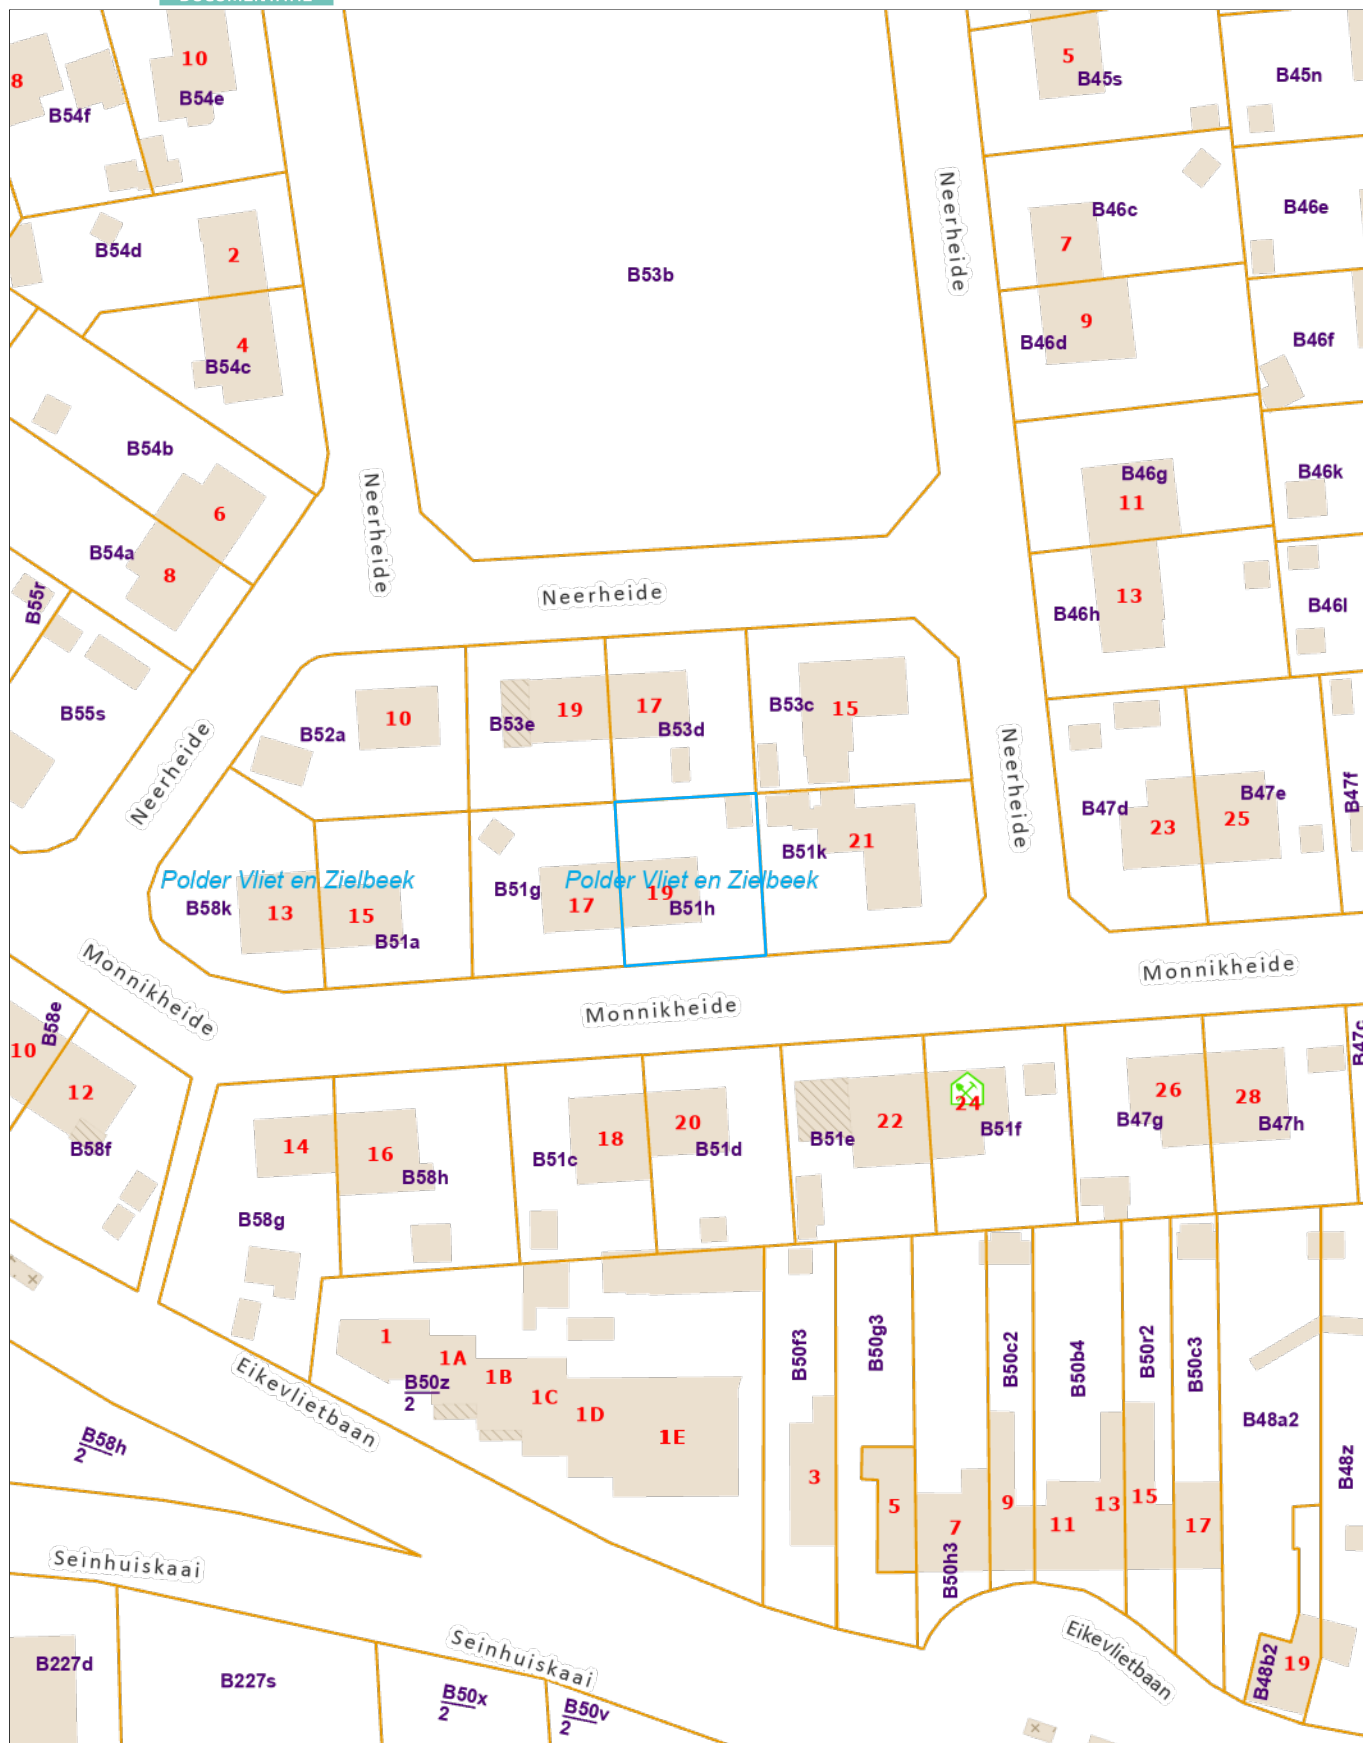 10
8
B54e
B54f
5
B45s
B45n
B54d
2
Neerheide
B46c
B46e
7
B53b
9
B46d
B46f
4
B54c
B54b
B46g
B46k
11
6
Neerheide
B54a
8
B55r
Neerheide
13
B46h
B46l
B55s
10
B52a
B53e
19
17
B53d
B53c
15
Neerheide
Neerheide
B47d
23
25
B47e
B47f
B51k
21
Polder Vliet en Zielbeek
Polder Vliet en Zielbeek
B58k
13
15
B51a
B51g
17
19
B51h
Monnikheide
Monnikheide
Monnikheide
B58e
10
12
B58f
14
16
B58h
B58g
B51c
18
20
B51d
B51e
22
24
B51f
26
B47g
28
B47h
B47c
1
1A
1B
1C
1D
1E
B50z
2
Eikevlietbaan
B50f3
B50g3
B50c2
B50b4
B50r2
B50c3
B48a2
B48z
3
5
7
B50h3
9
11
13
15
17
B58h
2
Seinhuiskaai
Seinhuiskaai
Eikevlietbaan
B48b2
19
B227d
B227s
B50x
2
B50v
2